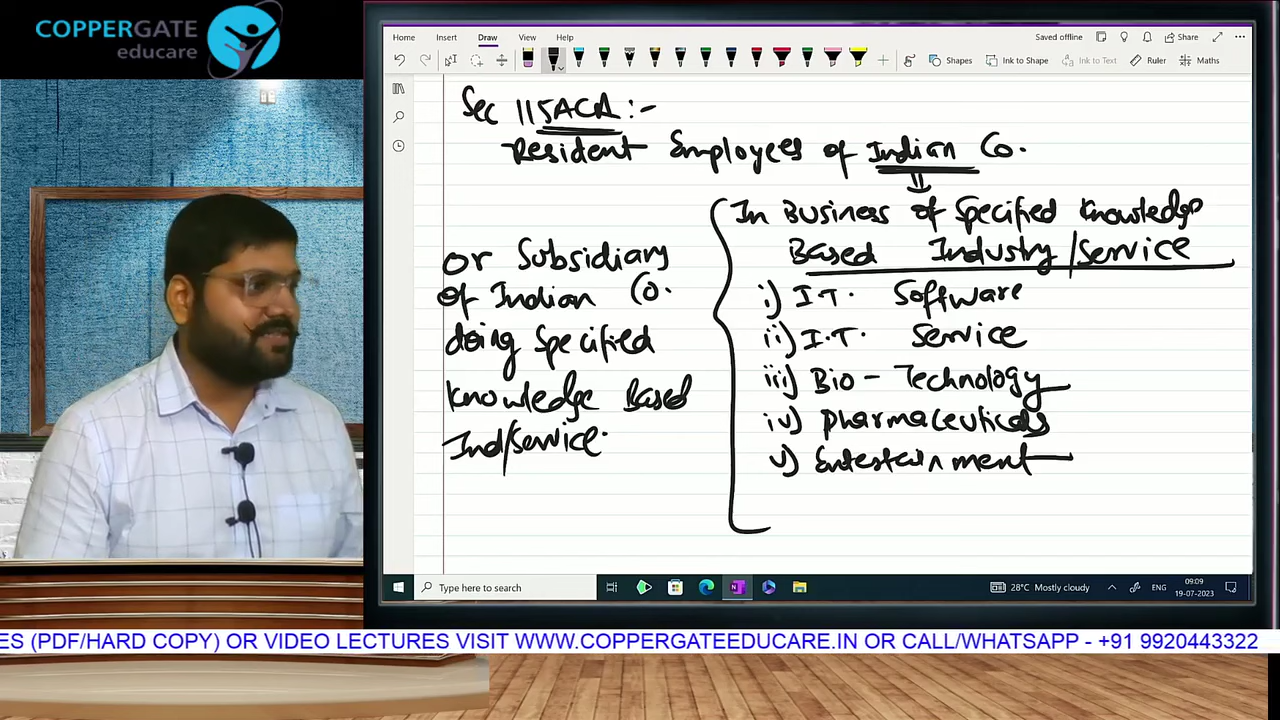 COPPERGATE
educare
Home Insert Draw View Help
Saved offline
Share
Shapes
Ink to Shape
Ink to Text
Ruler
Maths
Sec 115ACA:-
Resident Employees of Indian Co.
In Business of Specified Knowledge
Based Industry/Service
i) I.T. Software
ii) I.T. Service
iii) Bio-Technology
iv) Pharmaceuticals
v) Entertainment
or Subsidiary
of Indian Co.
doing Specified
Knowledge Based
Ind/Service.
Type here to search
28°C Mostly cloudy
ENG
09:09
19-07-2023
ES (PDF/HARD COPY) OR VIDEO LECTURES VISIT WWW.COPPERGATEEDUCARE.IN OR CALL/WHATSAPP - +91 9920443322